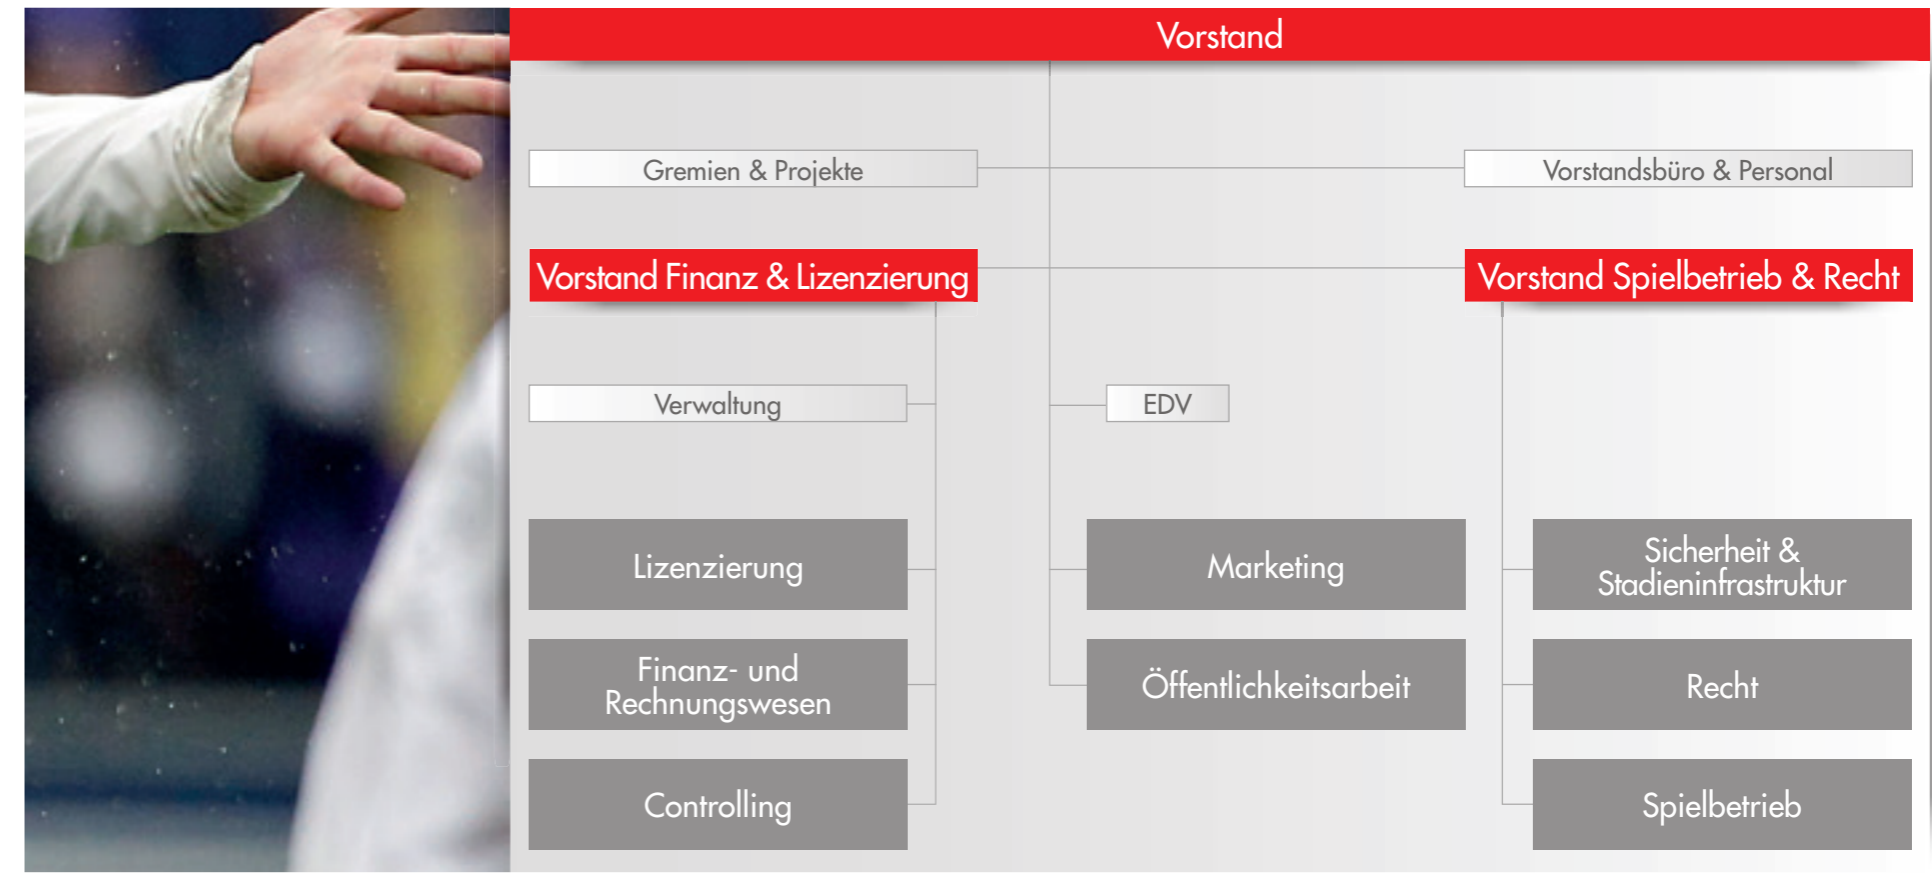 Vorstand
Gremien & Projekte
Vorstandsbüro & Personal
Vorstand Finanz & Lizenzierung
Vorstand Spielbetrieb & Recht
Verwaltung
EDV
Lizenzierung
Marketing
Sicherheit &
Stadieninfrastruktur
Finanz- und
Rechnungswesen
Öffentlichkeitsarbeit
Recht
Controlling
Spielbetrieb